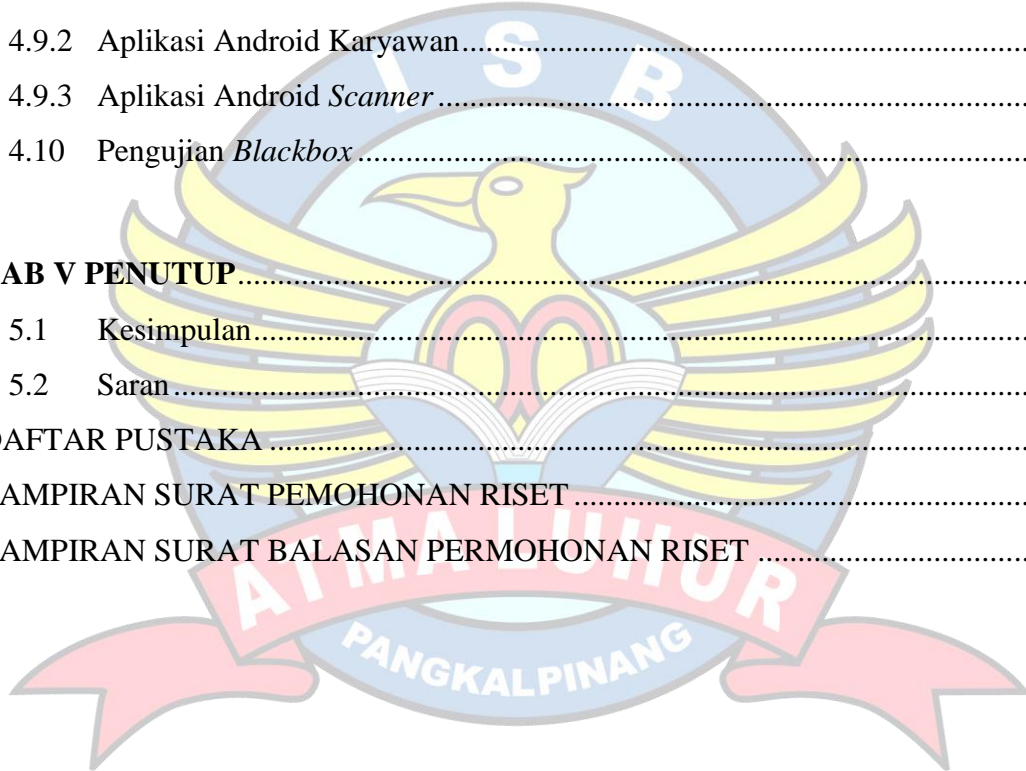 4.9.2 Aplikasi Android Karyawan................................................................
4.9.3 Aplikasi Android Scanner................................................................
4.10 Pengujian Blackbox................................................................
AB V PENUTUP................................................................
5.1 Kesimpulan................................................................
5.2 Saran................................................................
DAFTAR PUSTAKA................................................................
AMPIRAN SURAT PEMOHONAN RISET................................................................
AMPIRAN SURAT BALASAN PERMOHONAN RISET................................
I S B
ATMA LUHUR
PANGKALPINANG